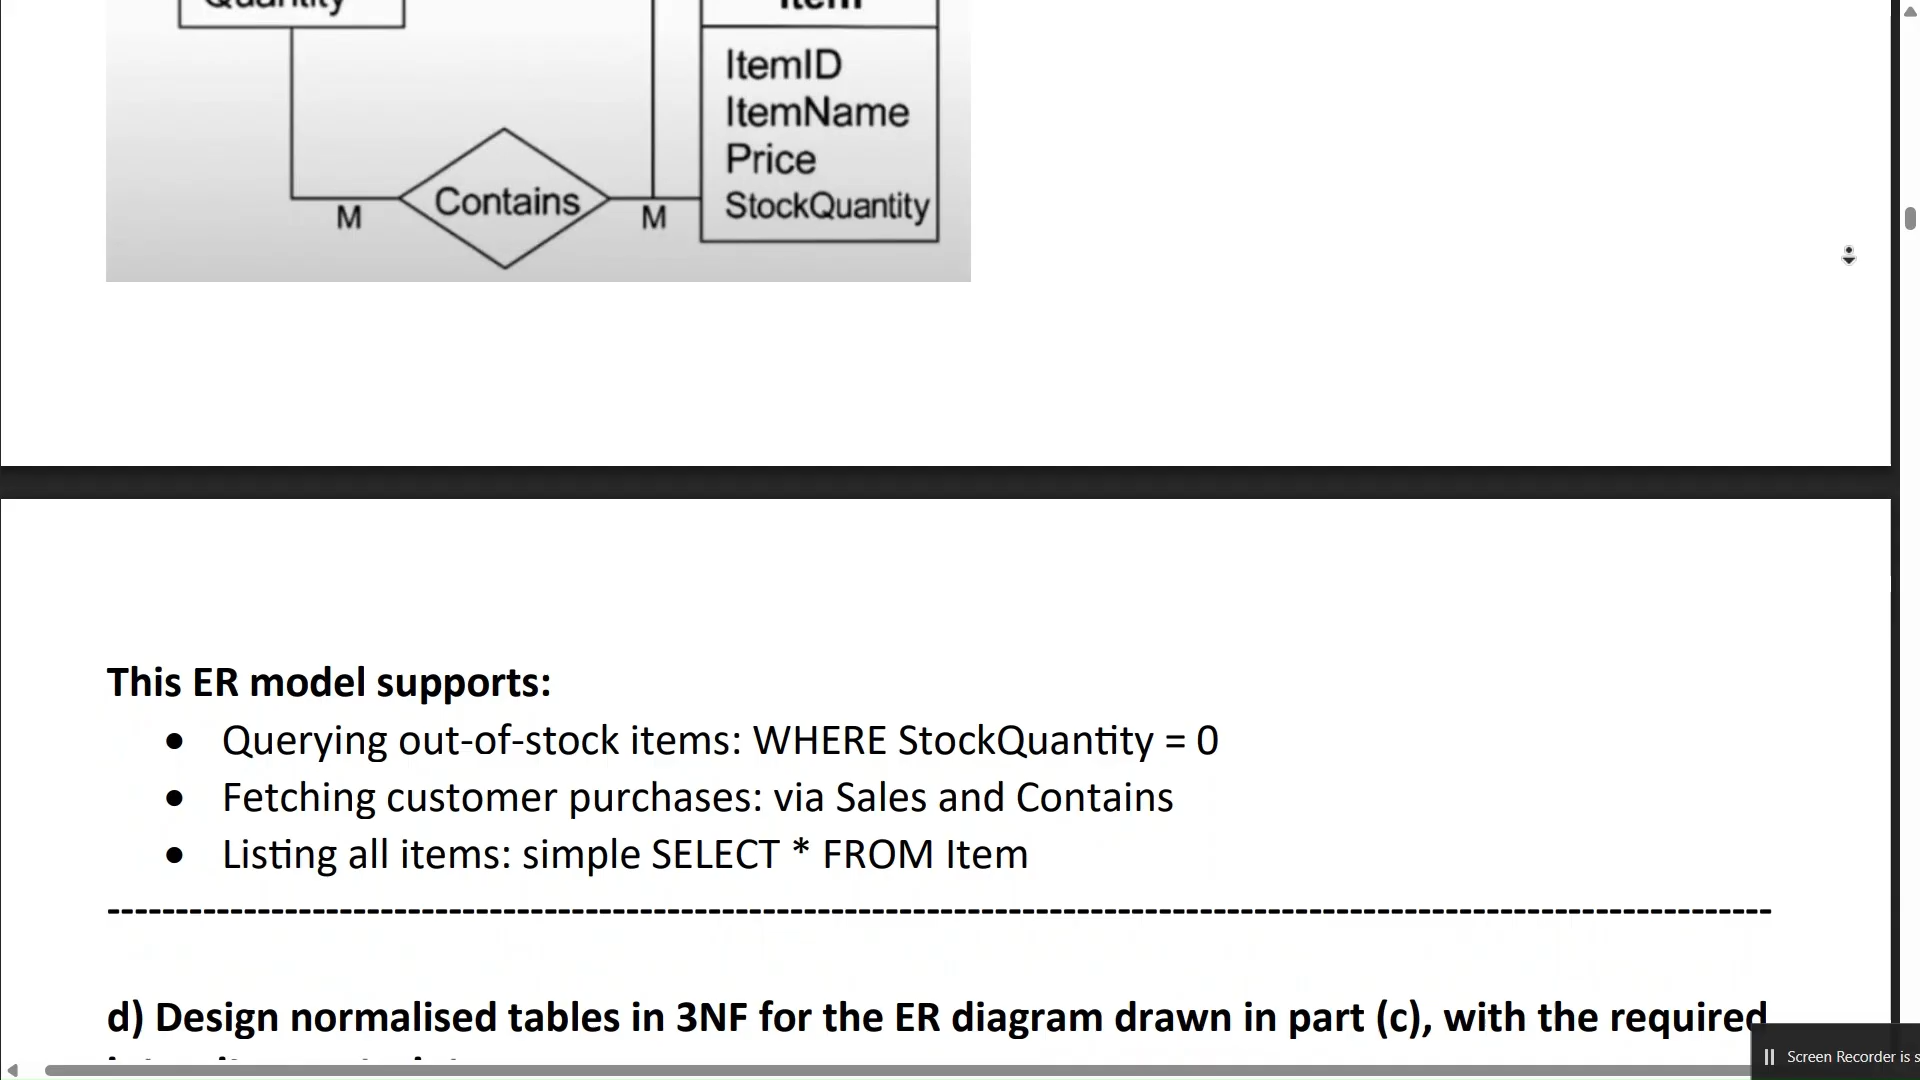 Quantity
Item
ItemID
ItemName
Price
StockQuantity
Contains
M
M
This ER model supports:
• Querying out-of-stock items: WHERE StockQuantity = 0
• Fetching customer purchases: via Sales and Contains
• Listing all items: simple SELECT * FROM Item
d) Design normalised tables in 3NF for the ER diagram drawn in part (c), with the required
Screen Recorder is s